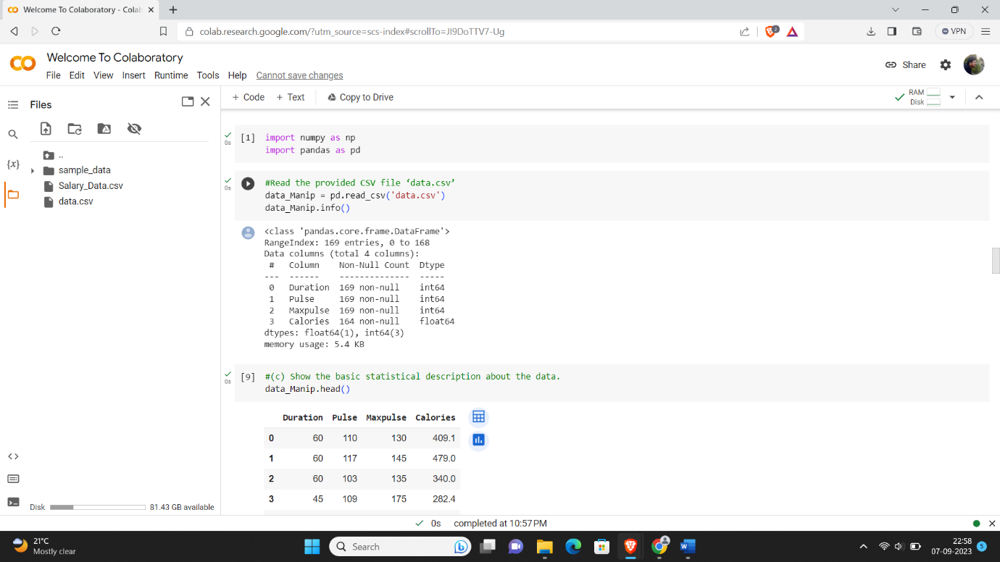 Welcome To Colaboratory - Colab
colab.research.google.com/?utm_source=scs-index#scrollTo=JI9DoTTV7-Ug
2
VPN
Welcome To Colaboratory
File Edit View Insert Runtime Tools Help Cannot save changes
Share
Files
+ Code + Text Copy to Drive
RAM
Disk
..
sample_data
Salary_Data.csv
data.csv
{x}
0s
[1] import numpy as np
import pandas as pd
0s
#Read the provided CSV file ‘data.csv’
data_Manip = pd.read_csv('data.csv')
data_Manip.info()
<class 'pandas.core.frame.DataFrame'>
RangeIndex: 169 entries, 0 to 168
Data columns (total 4 columns):
# Column Non-Null Count Dtype
--- ------ -------------- -----
0 Duration 169 non-null int64
1 Pulse 169 non-null int64
2 Maxpulse 169 non-null int64
3 Calories 164 non-null float64
dtypes: float64(1), int64(3)
memory usage: 5.4 KB
0s
[9] #(c) Show the basic statistical description about the data.
data_Manip.head()
Duration Pulse Maxpulse Calories
0 60 110 130 409.1
1 60 117 145 479.0
2 60 103 135 340.0
3 45 109 175 282.4
Disk 81.43 GB available
0s completed at 10:57 PM
21°C
Mostly clear
Search
22:58
07-09-2023
5